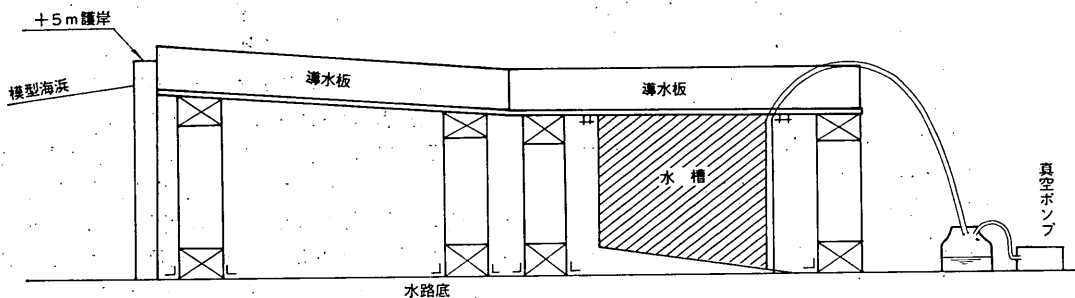 +5m護岸
模型海浜
導水板
導水板
水槽
真空ポンプ
水路底